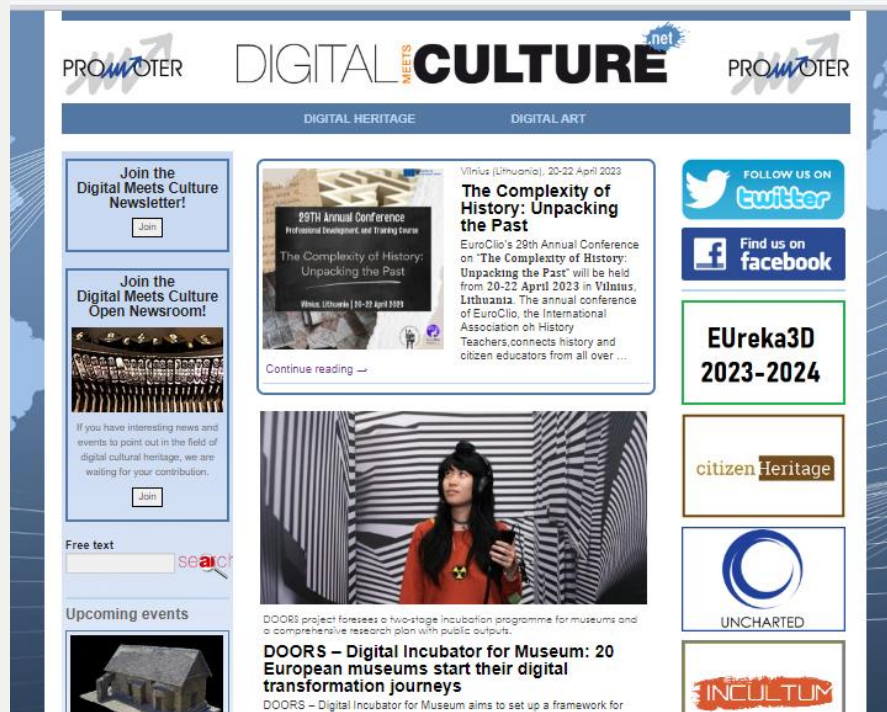 PROMOTER
DIGITAL MEETS CULTURE .net
PROMOTER
DIGITAL HERITAGE
DIGITAL ART
Join the
Digital Meets Culture
Newsletter!
Join
Join the
Digital Meets Culture
Open Newsroom!
If you have interesting news and
events to point out in the field of
digital cultural heritage, we are
waiting for your contribution.
Join
Free text
search
Upcoming events
29TH Annual Conference
Professional Development and Training Course
The Complexity of History:
Unpacking the Past
Vilnius, Lithuania | 20-22 April 2023
Vilnius (Lithuania), 20-22 April 2023
The Complexity of
History: Unpacking
the Past
EuroClio's 29th Annual Conference
on "The Complexity of History:
Unpacking the Past" will be held
from 20-22 April 2023 in Vilnius,
Lithuania. The annual conference
of EuroClio, the International
Association oh History
Teachers,connects history and
citizen educators from all over ...
Continue reading →
DOORS project foresees a two-stage incubation programme for museums and
a comprehensive research plan with public outputs.
DOORS – Digital Incubator for Museum: 20
European museums start their digital
transformation journeys
DOORS – Digital Incubator for Museum aims to set up a framework for
FOLLOW US ON
twitter
Find us on
facebook
EUreka3D
2023-2024
citizen Heritage
UNCHARTED
INCULTUM